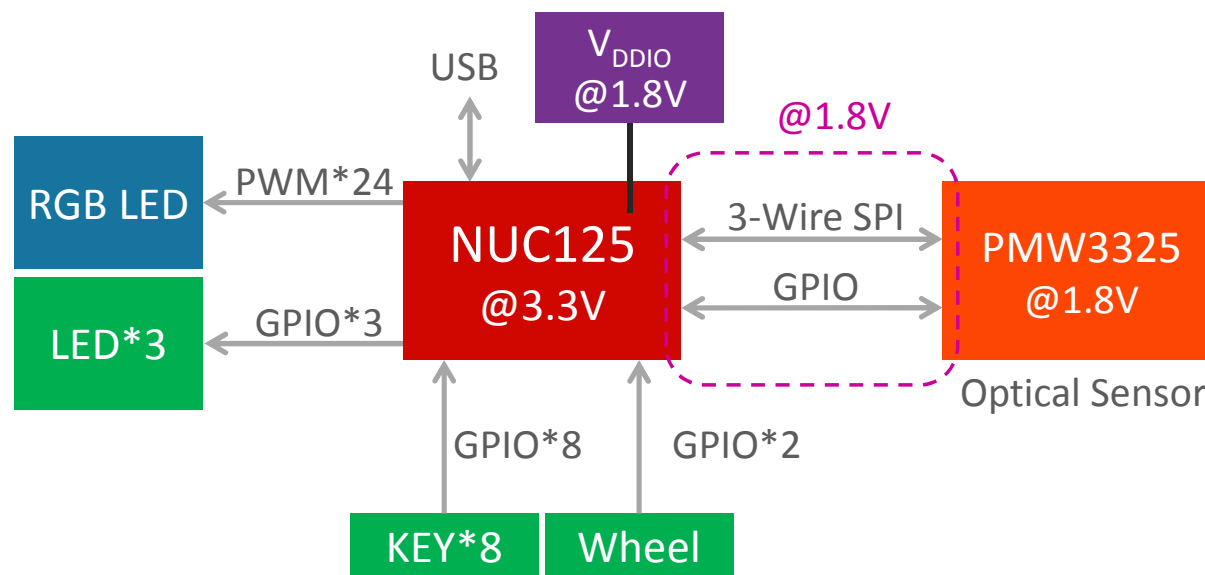 V_DDIO
@1.8V
USB
@1.8V
RGB LED
PWM*24
NUC125
@3.3V
3-Wire SPI
GPIO
PMW3325
@1.8V
LED*3
GPIO*3
Optical Sensor
GPIO*8
GPIO*2
KEY*8
Wheel